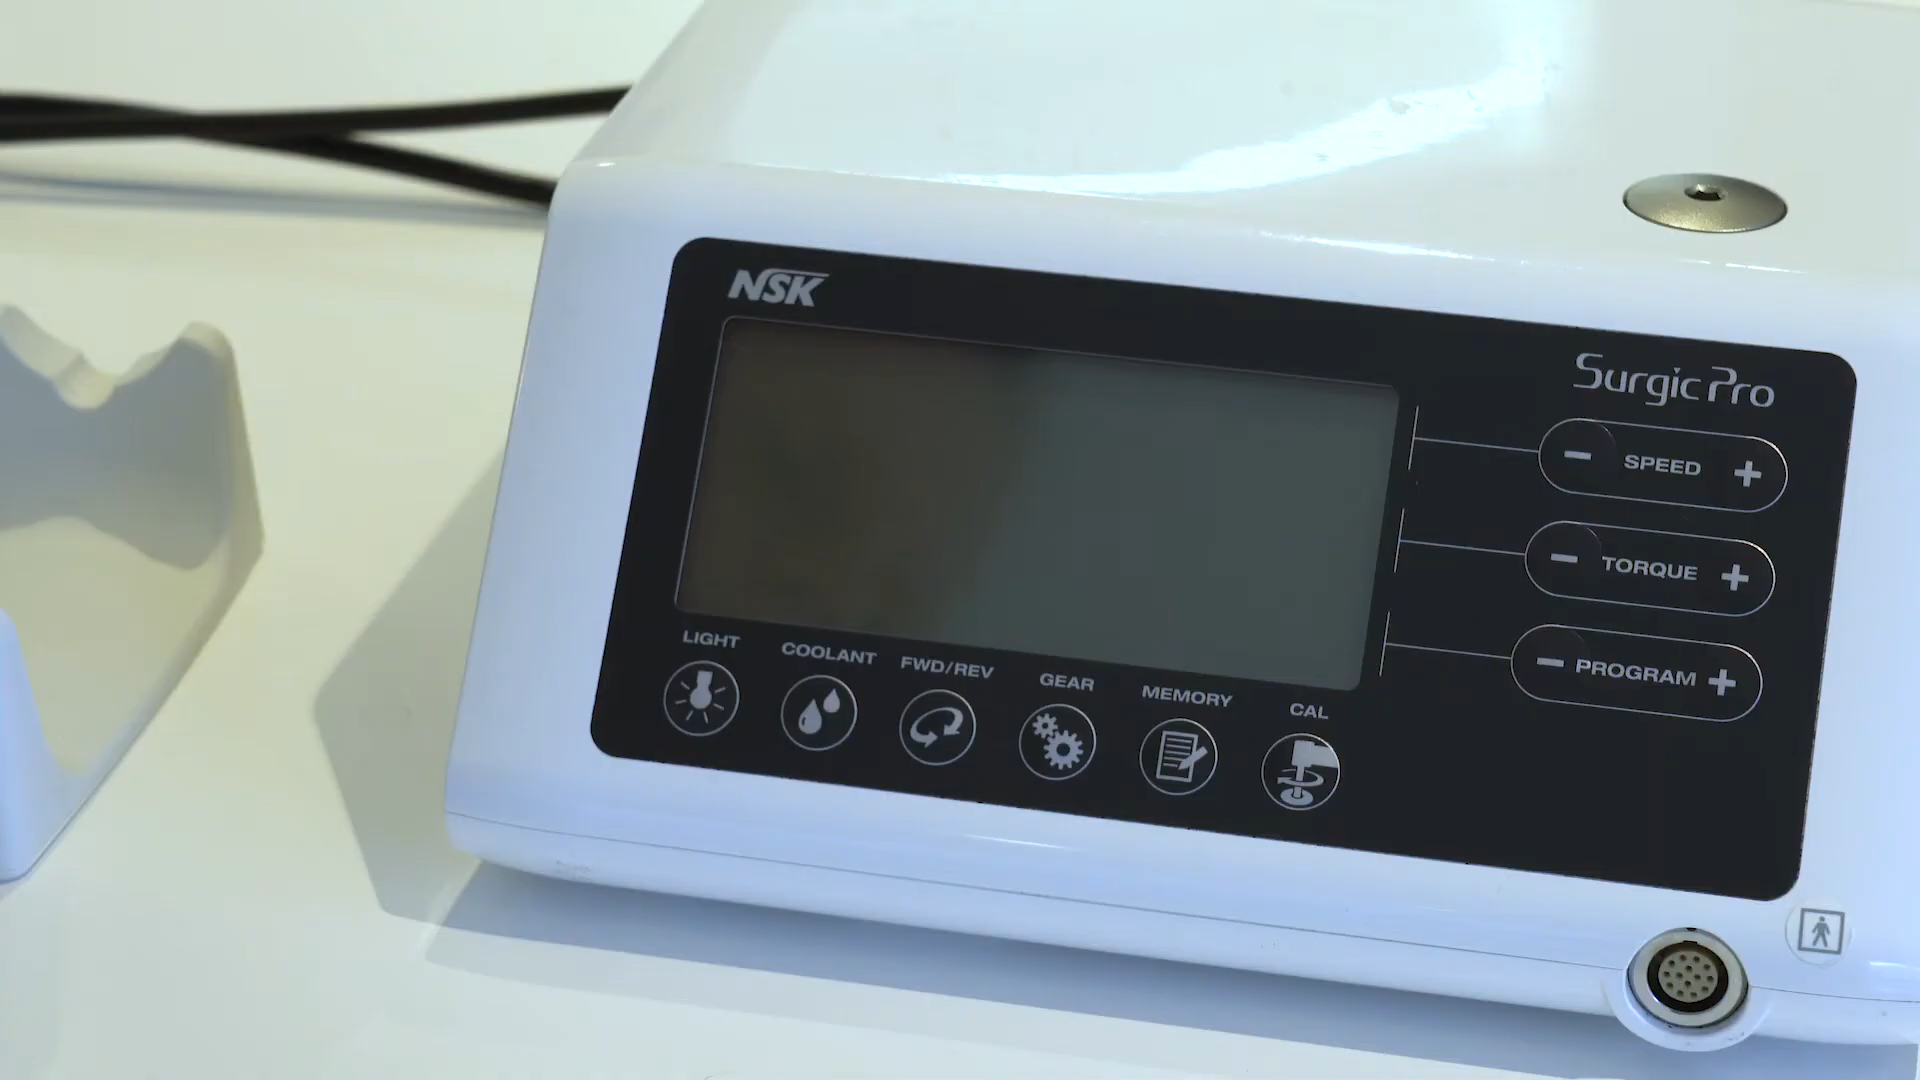 NSK
Surgic Pro
− SPEED +
− TORQUE +
− PROGRAM +
LIGHT
COOLANT
FWD/REV
GEAR
MEMORY
CAL